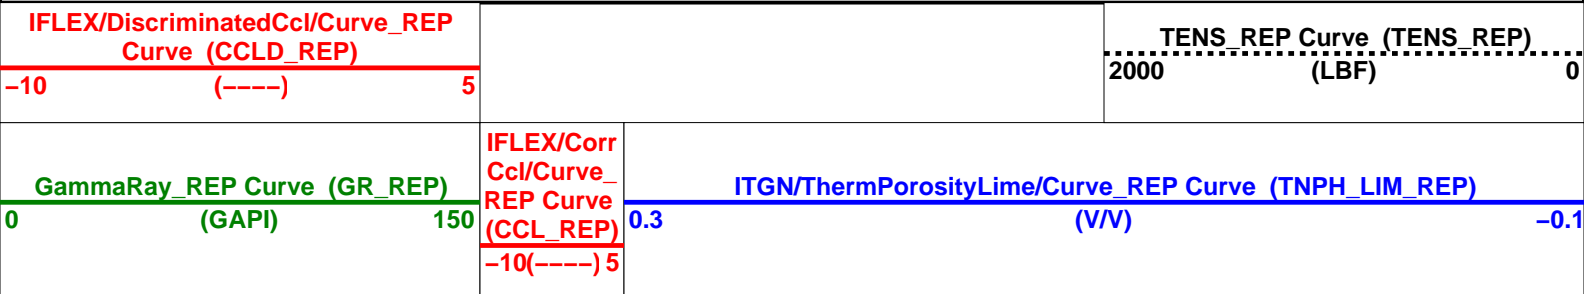 IFLEX/DiscriminatedCcl/Curve_REP
Curve (CCLD_REP)
−10 (−−−−) 5
TENS_REP Curve (TENS_REP)
2000 (LBF) 0
GammaRay_REP Curve (GR_REP)
0 (GAPI) 150
IFLEX/Corr
Ccl/Curve_
REP Curve
(CCL_REP)
−10(−−−−) 5
ITGN/ThermPorosityLime/Curve_REP Curve (TNPH_LIM_REP)
0.3 (V/V) −0.1